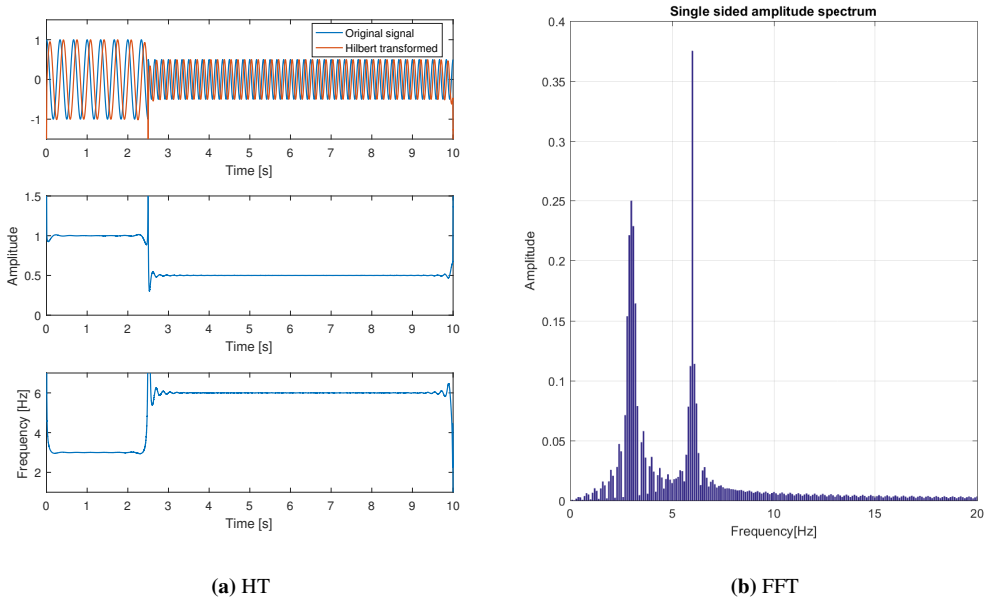 Original signal
Hilbert transformed
1
0
-1
0 1 2 3 4 5 6 7 8 9 10
Time [s]
Amplitude
1.5
1
0.5
0
0 1 2 3 4 5 6 7 8 9 10
Time [s]
Frequency [Hz]
6
4
2
0 1 2 3 4 5 6 7 8 9 10
Time [s]
(a) HT
Single sided amplitude spectrum
Amplitude
0.4
0.35
0.3
0.25
0.2
0.15
0.1
0.05
0
0 5 10 15 20
Frequency[Hz]
(b) FFT